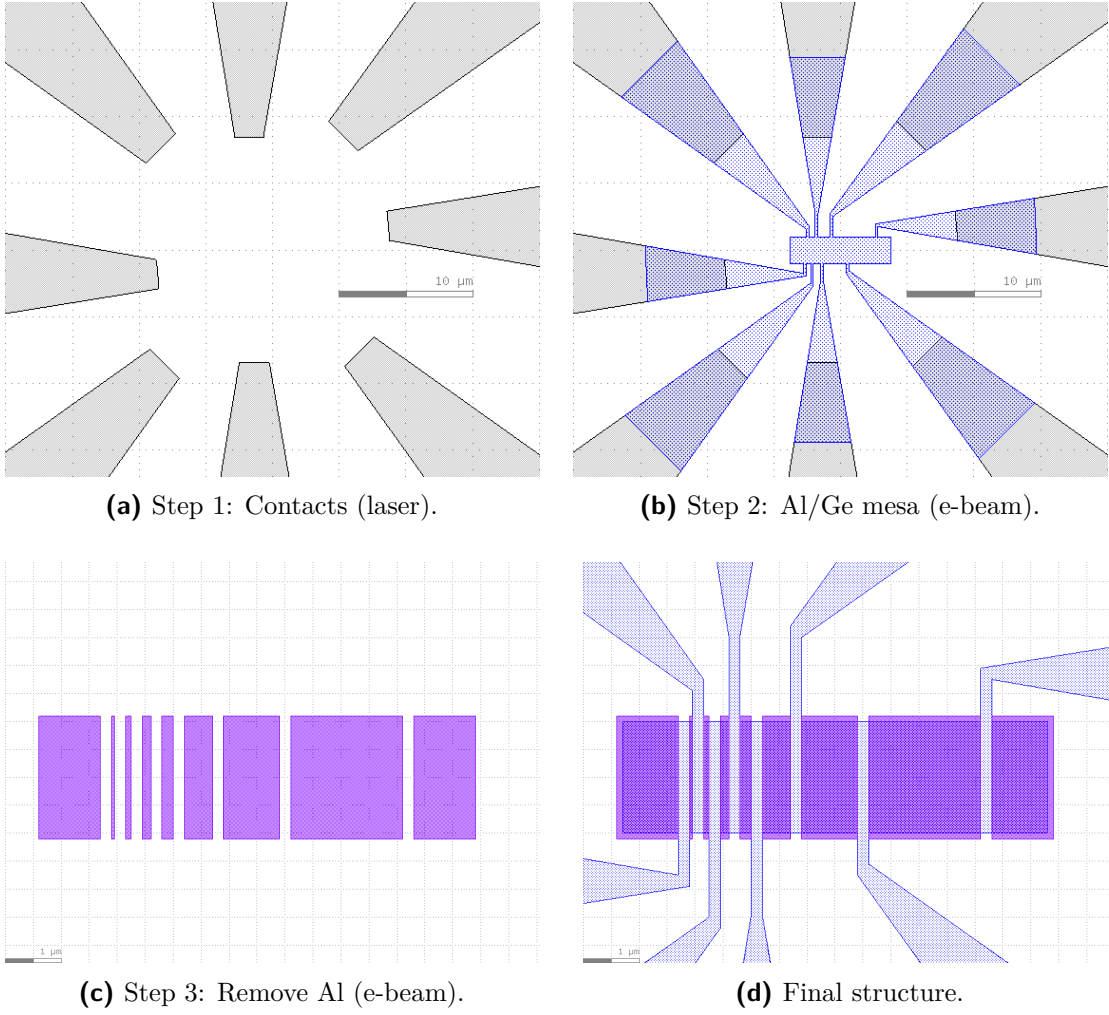 10 µm
10 µm
(a) Step 1: Contacts (laser).
(b) Step 2: Al/Ge mesa (e-beam).
1 µm
1 µm
(c) Step 3: Remove Al (e-beam).
(d) Final structure.